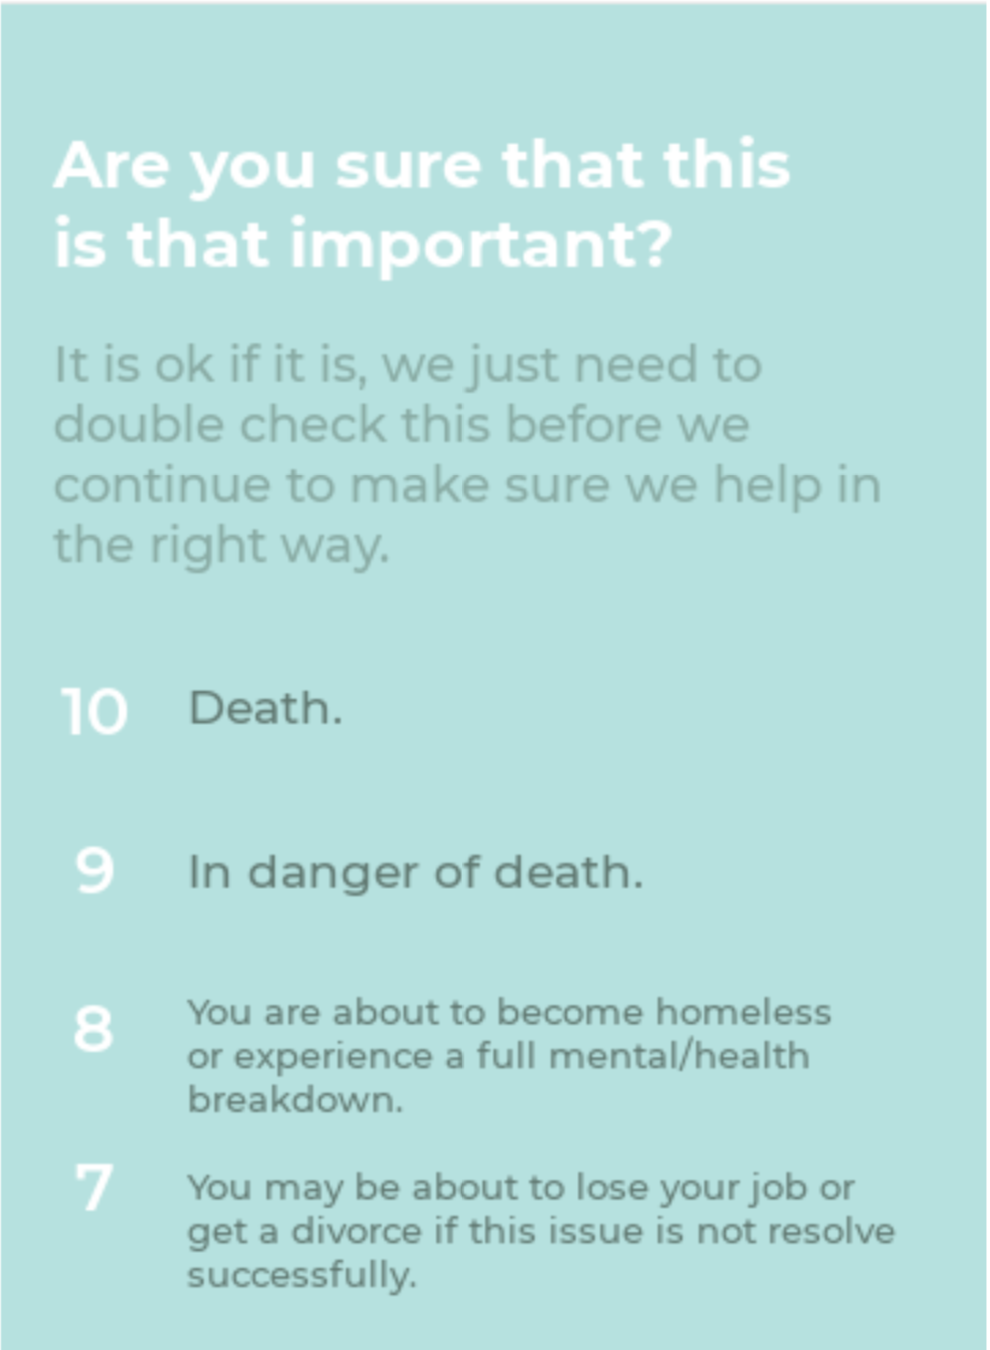 Are you sure that this
is that important?
It is ok if it is, we just need to
double check this before we
continue to make sure we help in
the right way.
10 Death.
9 In danger of death.
8 You are about to become homeless
or experience a full mental/health
breakdown.
7 You may be about to lose your job or
get a divorce if this issue is not resolve
successfully.